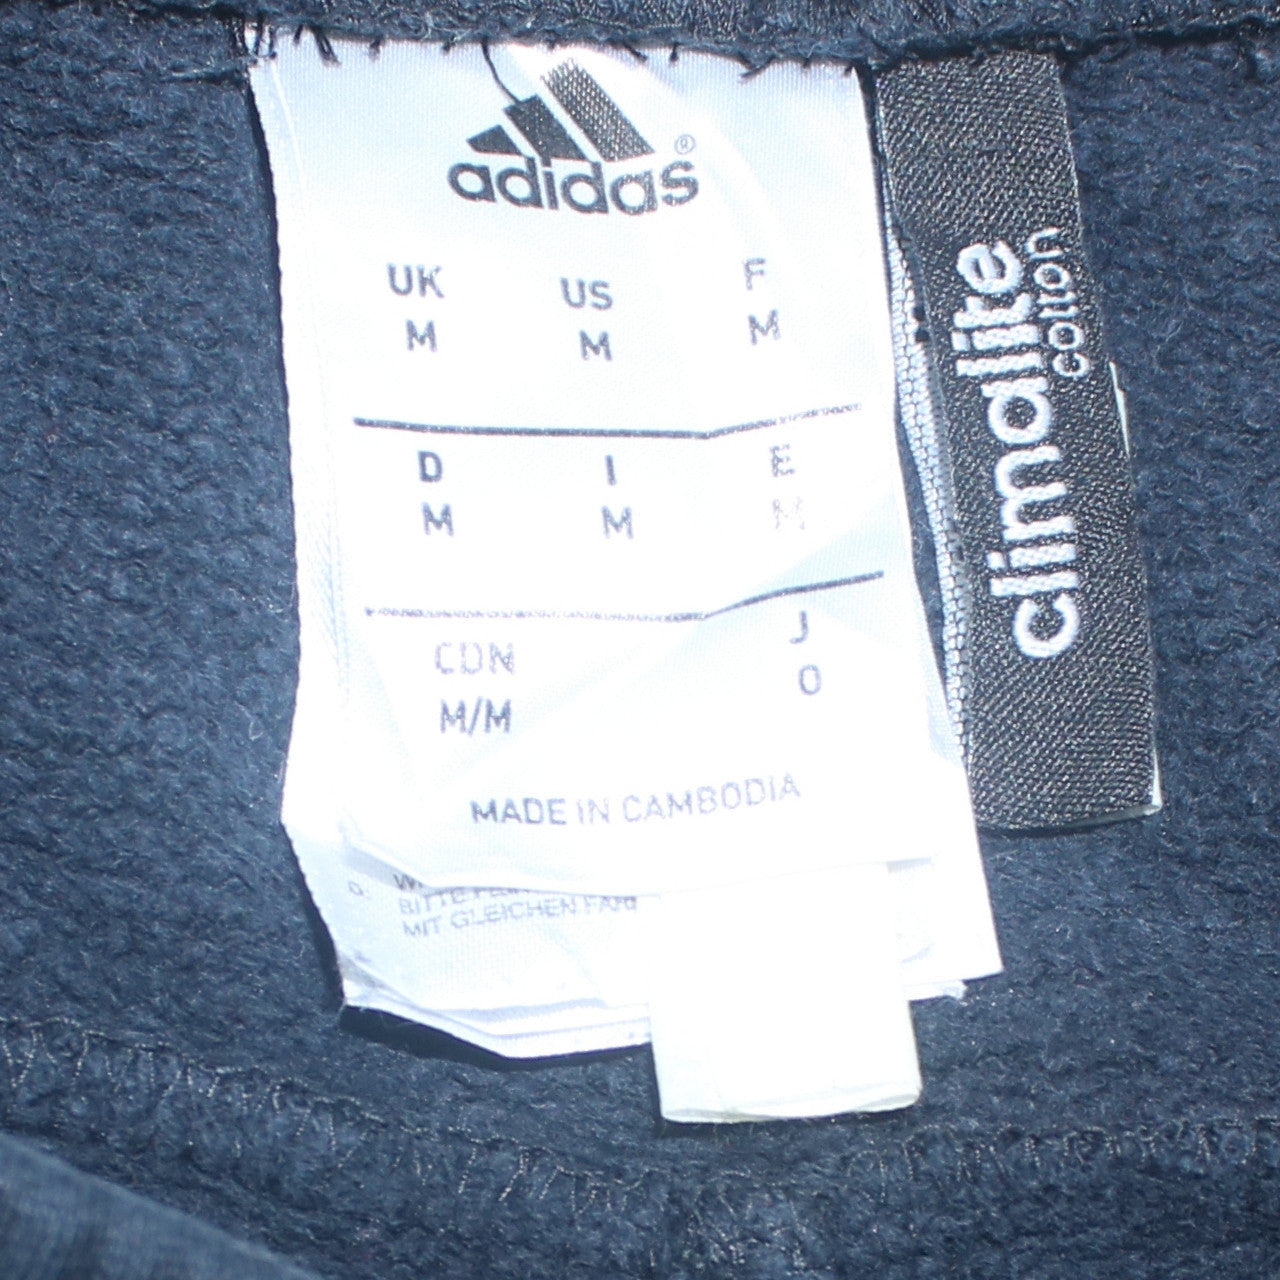 adidas®
UK US F
M M M
D I E
M M M
CDN J
M/M O
MADE IN CAMBODIA
D:
BITTE
MIT GLEICHEN
climalite
cotton